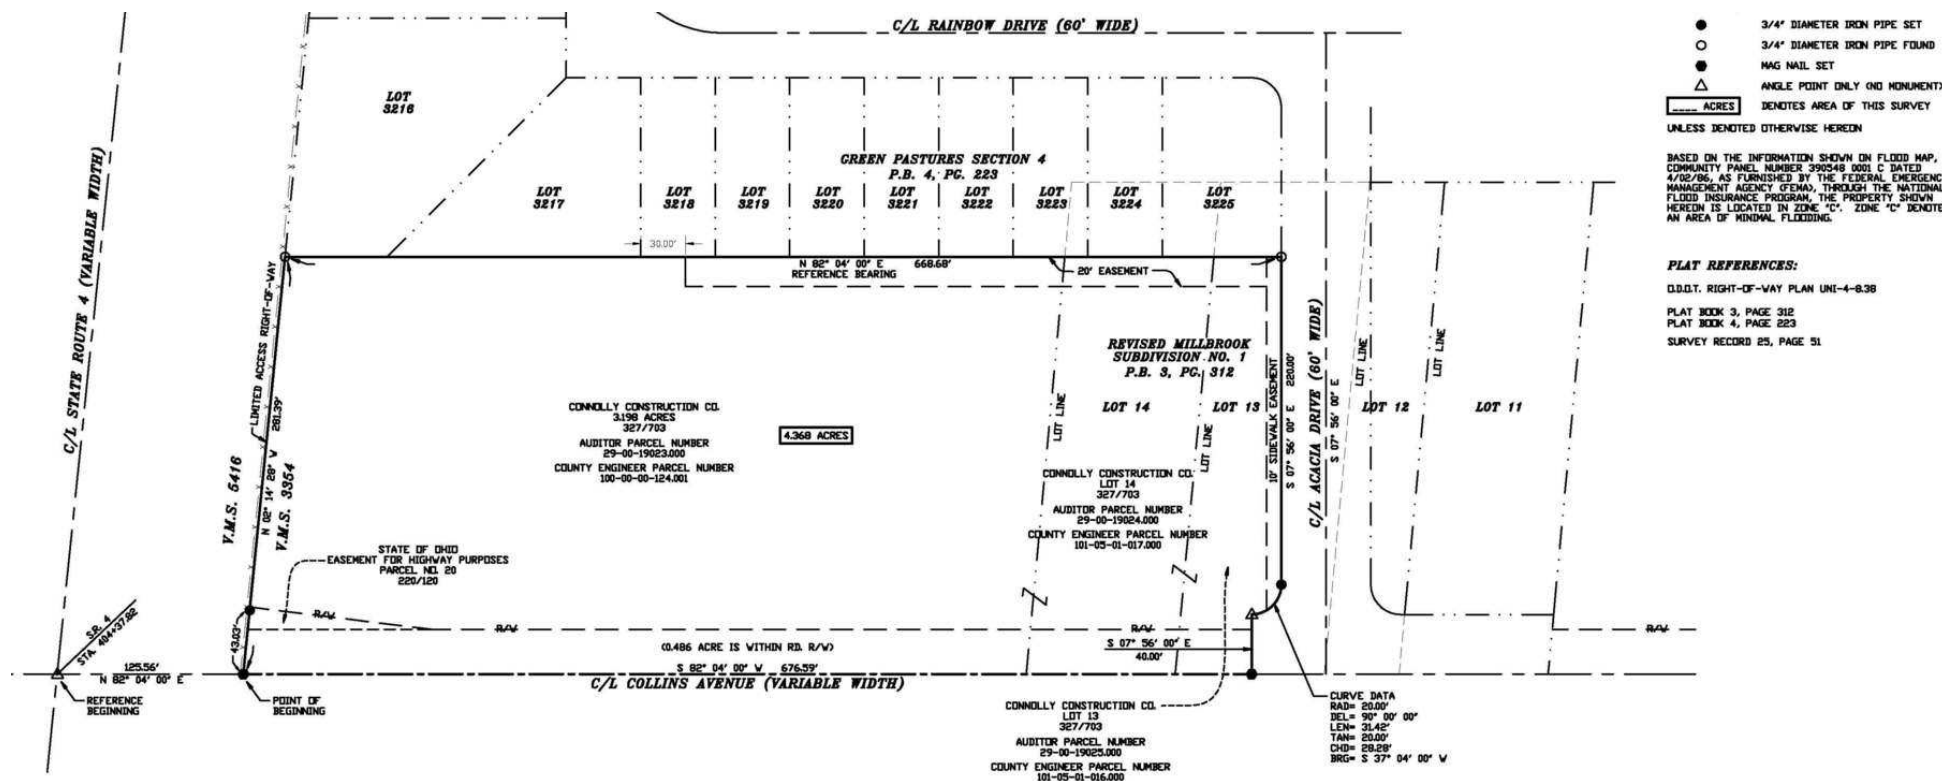 C/L RAINBOW DRIVE (60' WIDE)
3/4" DIAMETER IRON PIPE SET
3/4" DIAMETER IRON PIPE FOUND
MAG NAIL SET
ANGLE POINT ONLY (NO MONUMENT)
____ ACRES
DENOTES AREA OF THIS SURVEY
UNLESS DENOTED OTHERWISE HEREON
BASED ON THE INFORMATION SHOWN ON FLOOD MAP,
COMMUNITY PANEL NUMBER 390548 0001 C DATED
4/02/86, AS FURNISHED BY THE FEDERAL EMERGENC
MANAGEMENT AGENCY (FEMA), THROUGH THE NATIONAL
FLOOD INSURANCE PROGRAM, THE PROPERTY SHOWN
HEREON IS LOCATED IN ZONE "C". ZONE "C" DENOTE
AN AREA OF MINIMAL FLOODING.
PLAT REFERENCES:
O.D.O.T. RIGHT-OF-WAY PLAN UNI-4-8.38
PLAT BOOK 3, PAGE 312
PLAT BOOK 4, PAGE 223
SURVEY RECORD 25, PAGE 51
LOT
3216
GREEN PASTURES SECTION 4
P.B. 4, PG. 223
LOT
3217
LOT
3218
LOT
3219
LOT
3220
LOT
3221
LOT
3222
LOT
3223
LOT
3224
LOT
3225
30.00'
N 82° 04' 00" E 668.68'
REFERENCE BEARING
20' EASEMENT
C/L STATE ROUTE 4 (VARIABLE WIDTH)
LIMITED ACCESS RIGHT-OF-WAY
281.39'
N 02° 14' 28" W
V.M.S. 5416
V.M.S. 3354
REVISED MILLBROOK
SUBDIVISION NO. 1
P.B. 3, PG. 312
LOT 14
LOT 13
LOT 12
LOT 11
LOT LINE
LOT LINE
LOT LINE
LOT LINE
10' SIDEWALK EASEMENT
S 07° 56' 00" E 220.00'
C/L ACACIA DRIVE (60' WIDE)
S 07° 56' 00" E
CONNOLLY CONSTRUCTION CO.
3.198 ACRES
327/703
AUDITOR PARCEL NUMBER
29-00-19023.000
COUNTY ENGINEER PARCEL NUMBER
100-00-00-124.001
4.368 ACRES
CONNOLLY CONSTRUCTION CO.
LOT 14
327/703
AUDITOR PARCEL NUMBER
29-00-19024.000
COUNTY ENGINEER PARCEL NUMBER
101-05-01-017.000
STATE OF OHIO
EASEMENT FOR HIGHWAY PURPOSES
PARCEL NO. 20
220/120
R/W
R/W
R/W
R/W
43.03'
S.R. 4
STA. 404+37.82
125.56'
N 82° 04' 00" E
REFERENCE
BEGINNING
POINT OF
BEGINNING
(0.486 ACRE IS WITHIN RD. R/W)
S 82° 04' 00" W 676.59'
C/L COLLINS AVENUE (VARIABLE WIDTH)
S 07° 56' 00" E
40.00'
CONNOLLY CONSTRUCTION CO.
LOT 13
327/703
AUDITOR PARCEL NUMBER
29-00-19025.000
COUNTY ENGINEER PARCEL NUMBER
101-05-01-016.000
CURVE DATA
RAD= 20.00'
DEL= 90° 00' 00"
LEN= 31.42'
TAN= 20.00'
CHD= 28.28'
BRG= S 37° 04' 00" W